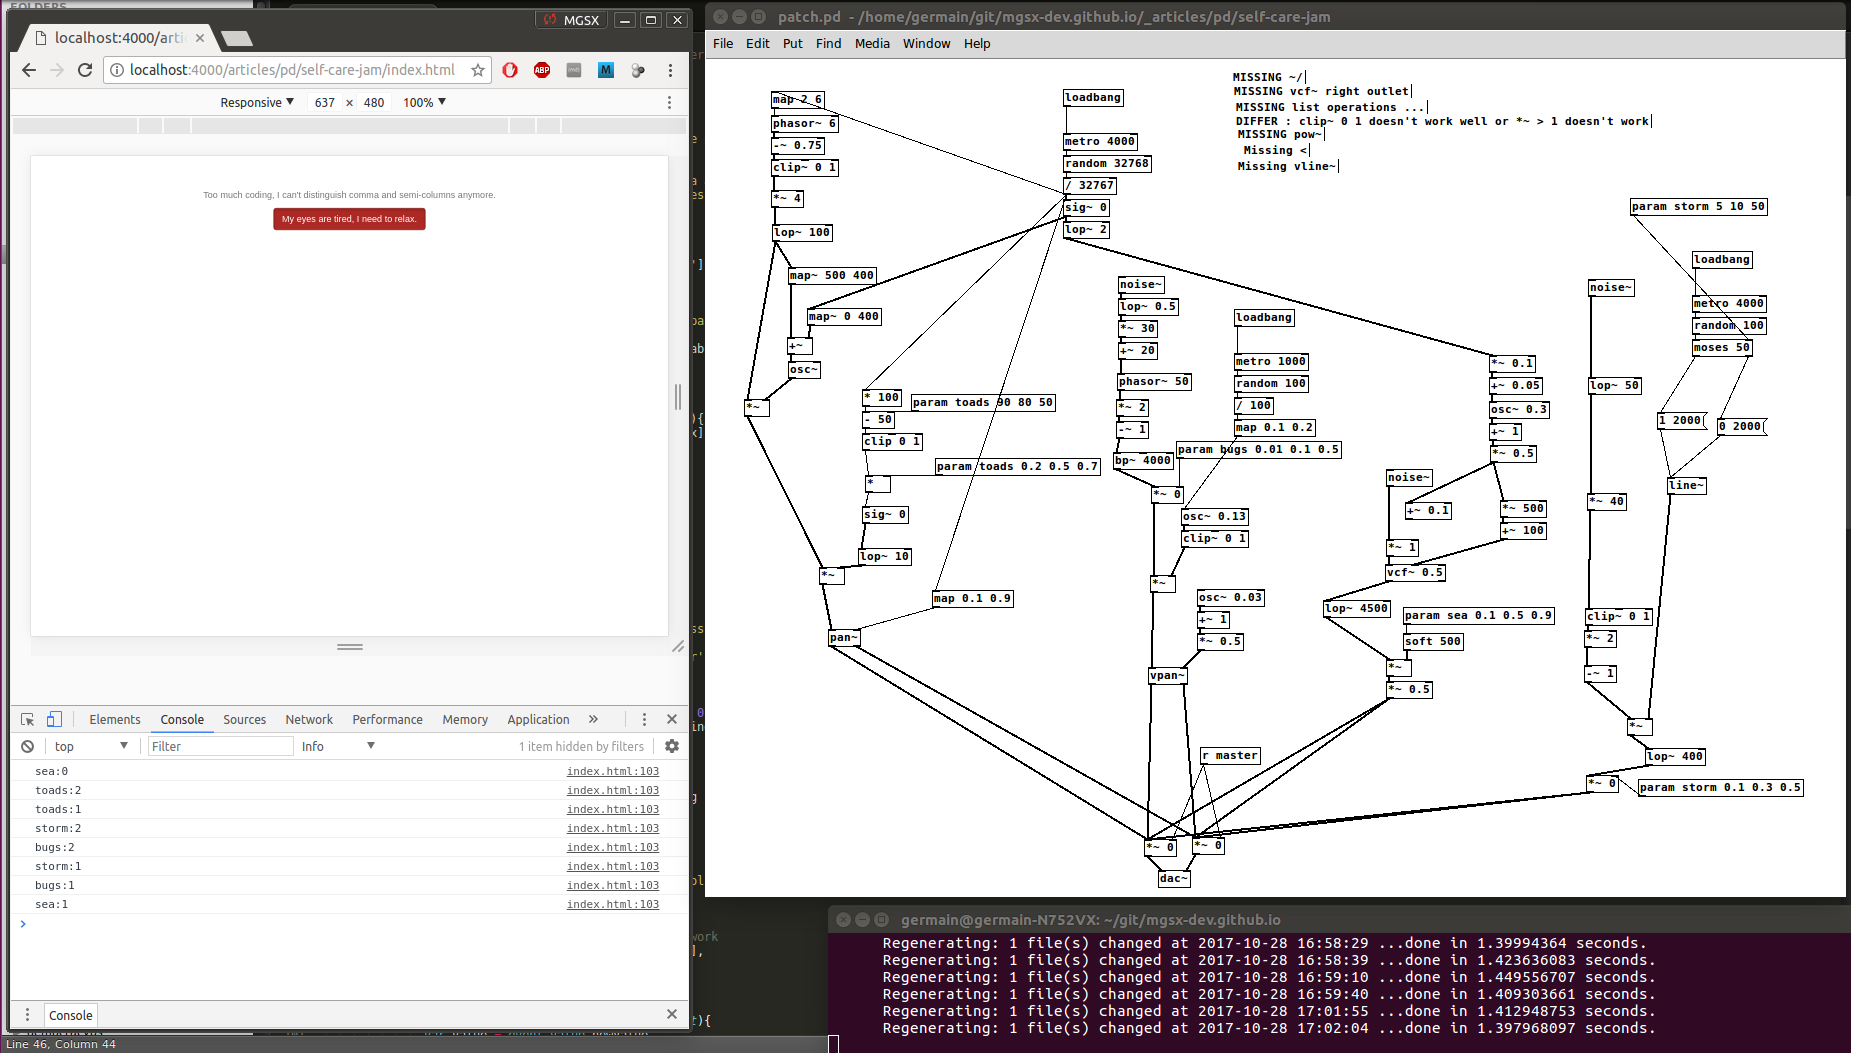 FOLDERS
MGSX
localhost:4000/arti
localhost:4000/articles/pd/self-care-jam/index.html
ABP
M
Responsive
637 × 480
100%
Too much coding, I can't distinguish comma and semi-columns anymore.
My eyes are tired, I need to relax.
Elements Console Sources Network Performance Memory Application »
top
Filter
Info
1 item hidden by filters
sea:0 index.html:103
toads:2 index.html:103
toads:1 index.html:103
storm:2 index.html:103
bugs:2 index.html:103
storm:1 index.html:103
bugs:1 index.html:103
sea:1 index.html:103
>
Console
Line 46, Column 44
patch.pd - /home/germain/git/mgsx-dev.github.io/_articles/pd/self-care-jam
File Edit Put Find Media Window Help
MISSING ~/
MISSING vcf~ right outlet
MISSING list operations ...
DIFFER : clip~ 0 1 doesn't work well or *~ > 1 doesn't work
MISSING pow~
Missing <
Missing vline~
map 2 6
phasor~ 6
-~ 0.75
clip~ 0 1
*~ 4
lop~ 100
map~ 500 400
map~ 0 400
+~
osc~
*~
loadbang
metro 4000
random 32768
/ 32767
sig~ 0
lop~ 2
* 100
param toads 90 80 50
- 50
clip 0 1
param toads 0.2 0.5 0.7
*
sig~ 0
lop~ 10
*~
map 0.1 0.9
pan~
noise~
lop~ 0.5
*~ 30
+~ 20
phasor~ 50
*~ 2
-~ 1
bp~ 4000
*~ 0
loadbang
metro 1000
random 100
/ 100
map 0.1 0.2
param bugs 0.01 0.1 0.5
osc~ 0.13
clip~ 0 1
*~
osc~ 0.03
+~ 1
*~ 0.5
vpan~
*~ 0.1
+~ 0.05
osc~ 0.3
+~ 1
*~ 0.5
noise~
+~ 0.1
*~ 500
+~ 100
*~ 1
vcf~ 0.5
lop~ 4500
param sea 0.1 0.5 0.9
soft 500
*~
*~ 0.5
param storm 5 10 50
loadbang
noise~
metro 4000
random 100
moses 50
lop~ 50
1 2000
0 2000
line~
*~ 40
clip~ 0 1
*~ 2
-~ 1
*~
lop~ 400
*~ 0
param storm 0.1 0.3 0.5
r master
*~ 0
*~ 0
dac~
germain@germain-N752VX: ~/git/mgsx-dev.github.io
Regenerating: 1 file(s) changed at 2017-10-28 16:58:29 ...done in 1.39994364 seconds.
Regenerating: 1 file(s) changed at 2017-10-28 16:58:39 ...done in 1.423636083 seconds.
Regenerating: 1 file(s) changed at 2017-10-28 16:59:10 ...done in 1.449556707 seconds.
Regenerating: 1 file(s) changed at 2017-10-28 16:59:40 ...done in 1.409303661 seconds.
Regenerating: 1 file(s) changed at 2017-10-28 17:01:55 ...done in 1.412948753 seconds.
Regenerating: 1 file(s) changed at 2017-10-28 17:02:04 ...done in 1.397968097 seconds.